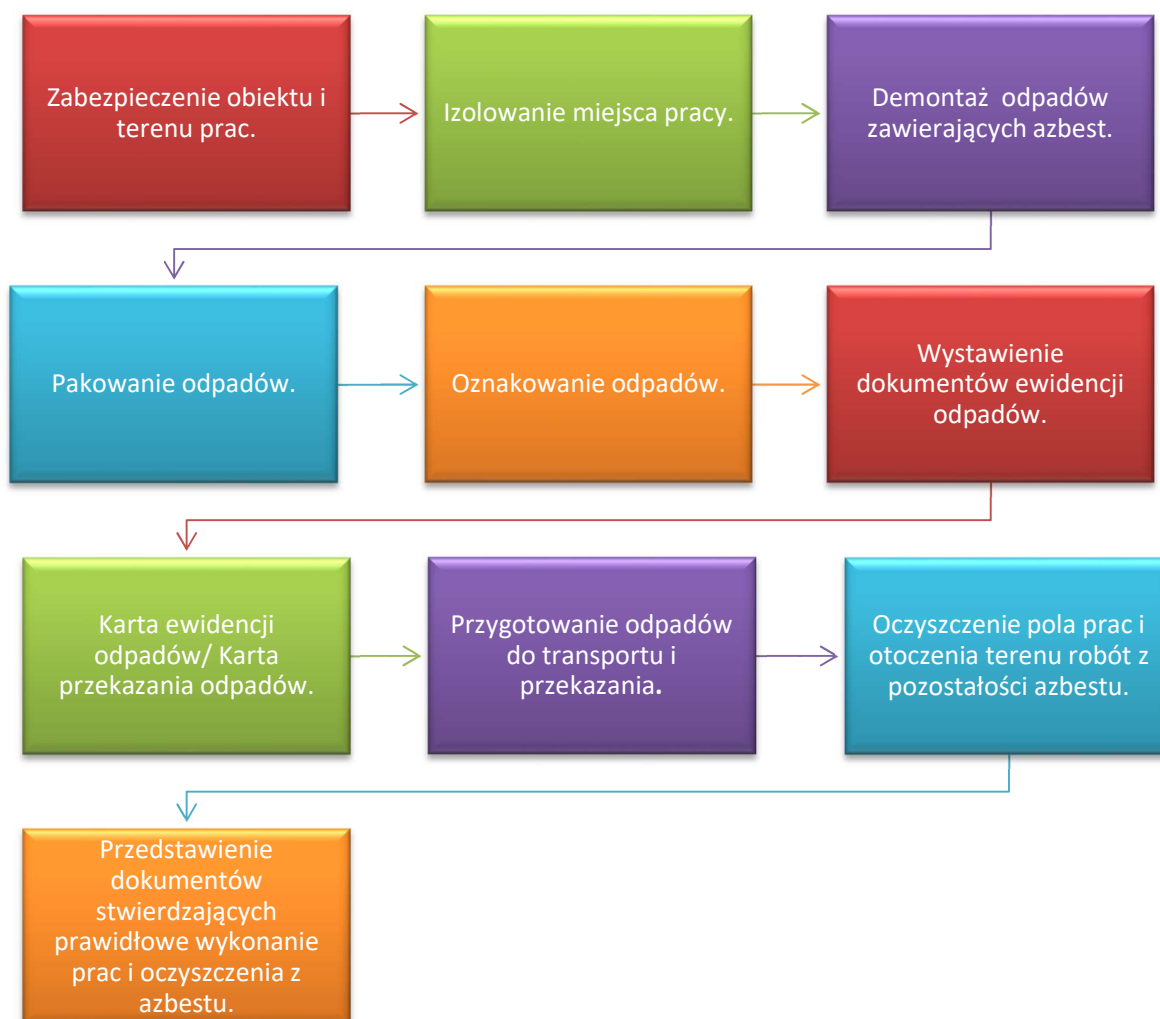 Zabezpieczenie obiektu i
terenu prac.
Izolowanie miejsca pracy.
Demontaż odpadów
zawierających azbest.
Pakowanie odpadów.
Oznakowanie odpadów.
Wystawienie
dokumentów ewidencji
odpadów.
Karta ewidencji
odpadów/ Karta
przekazania odpadów.
Przygotowanie odpadów
do transportu i
przekazania.
Oczyszczenie pola prac i
otoczenia terenu robót z
pozostałości azbestu.
Przedstawienie
dokumentów
stwierdzających
prawidłowe wykonanie
prac i oczyszczenia z
azbestu.